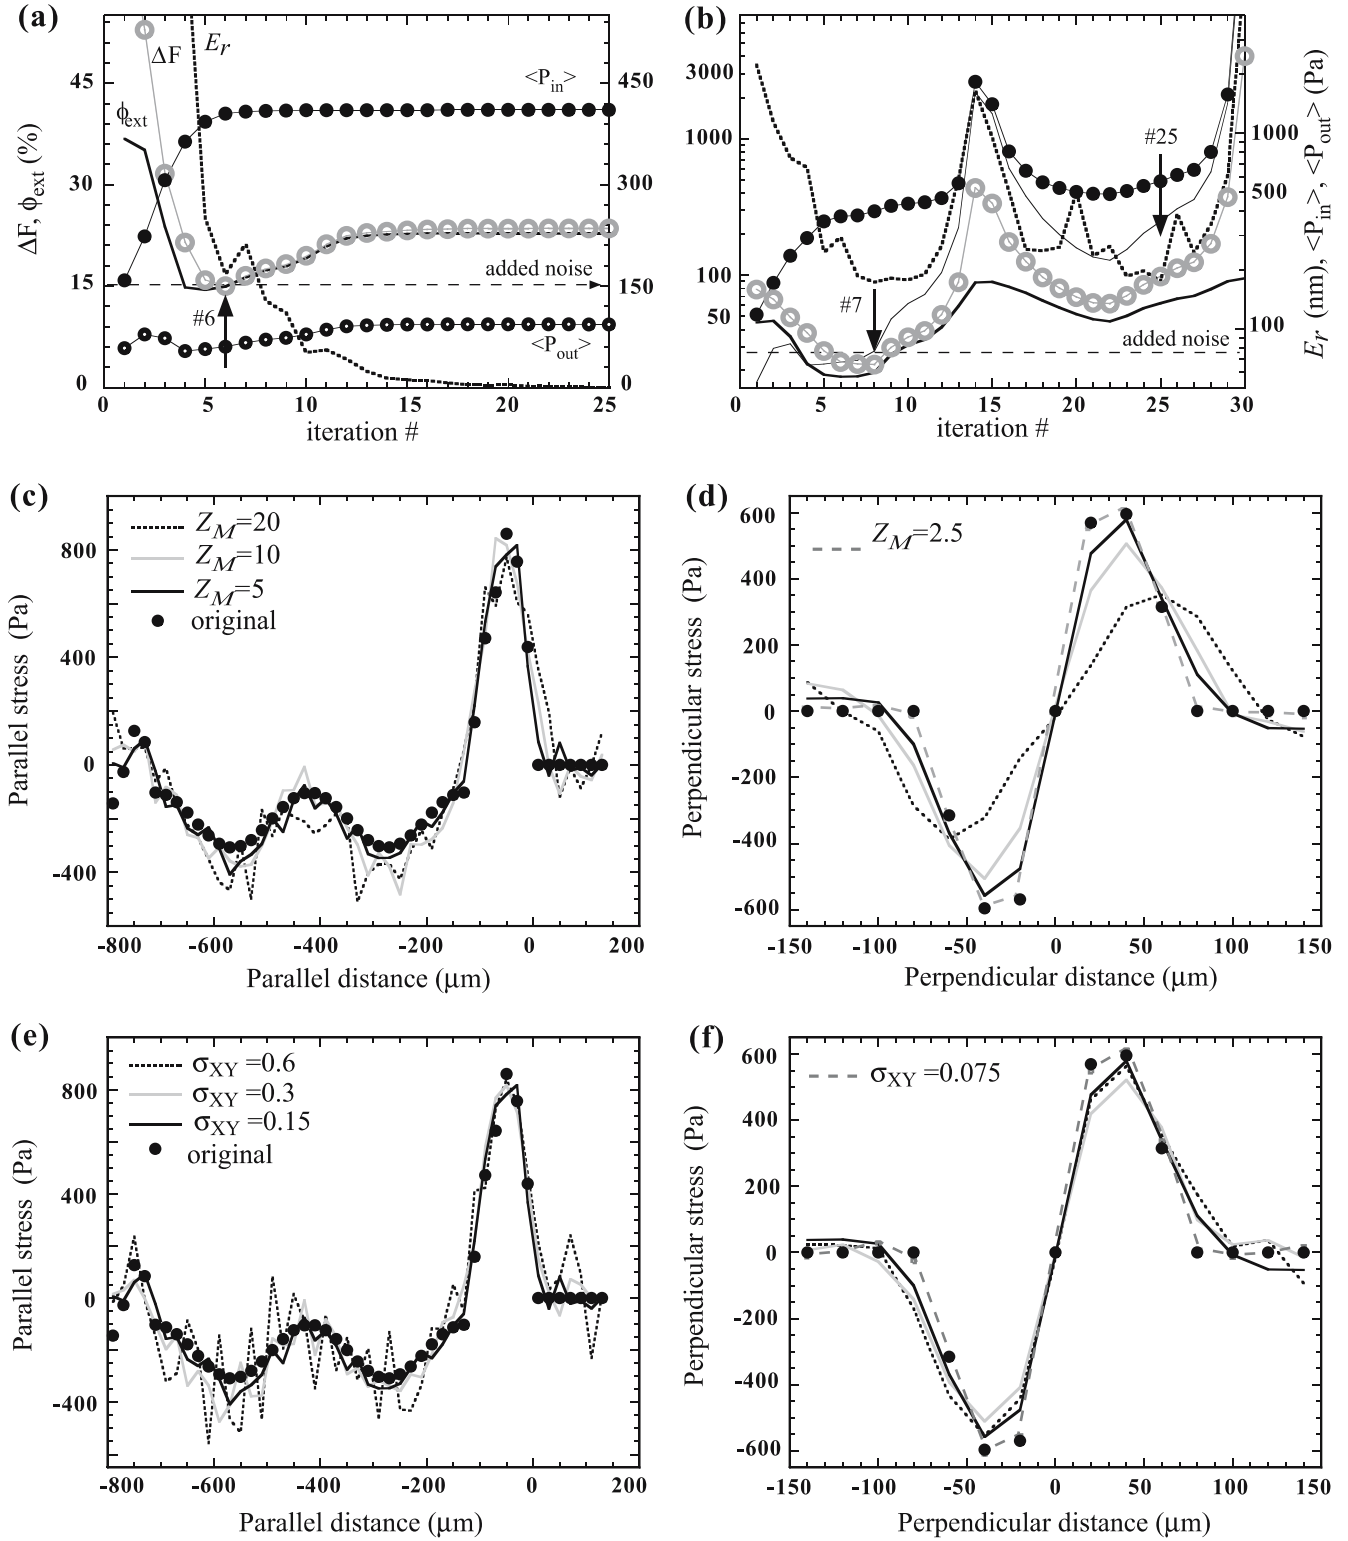 (a)
ΔF
E_r
<P_in>
ϕ_ext
added noise
#6
<P_out>
45
30
15
0
450
300
150
0
ΔF, ϕ_ext (%)
0 5 10 15 20 25
iteration #
(b)
3000
1000
100
50
1000
500
100
#25
#7
added noise
E_r (nm), <P_in>, <P_out> (Pa)
0 5 10 15 20 25 30
iteration #
(c)
Z_M=20
Z_M=10
Z_M=5
original
800
400
0
-400
Parallel stress (Pa)
-800 -600 -400 -200 0 200
Parallel distance (μm)
(d)
Z_M=2.5
600
400
200
0
-200
-400
-600
Perpendicular stress (Pa)
-150 -100 -50 0 50 100 150
Perpendicular distance (μm)
(e)
σ_XY=0.6
σ_XY=0.3
σ_XY=0.15
original
800
400
0
-400
Parallel stress (Pa)
-800 -600 -400 -200 0 200
Parallel distance (μm)
(f)
σ_XY =0.075
600
400
200
0
-200
-400
-600
Perpendicular stress (Pa)
-150 -100 -50 0 50 100 150
Perpendicular distance (μm)